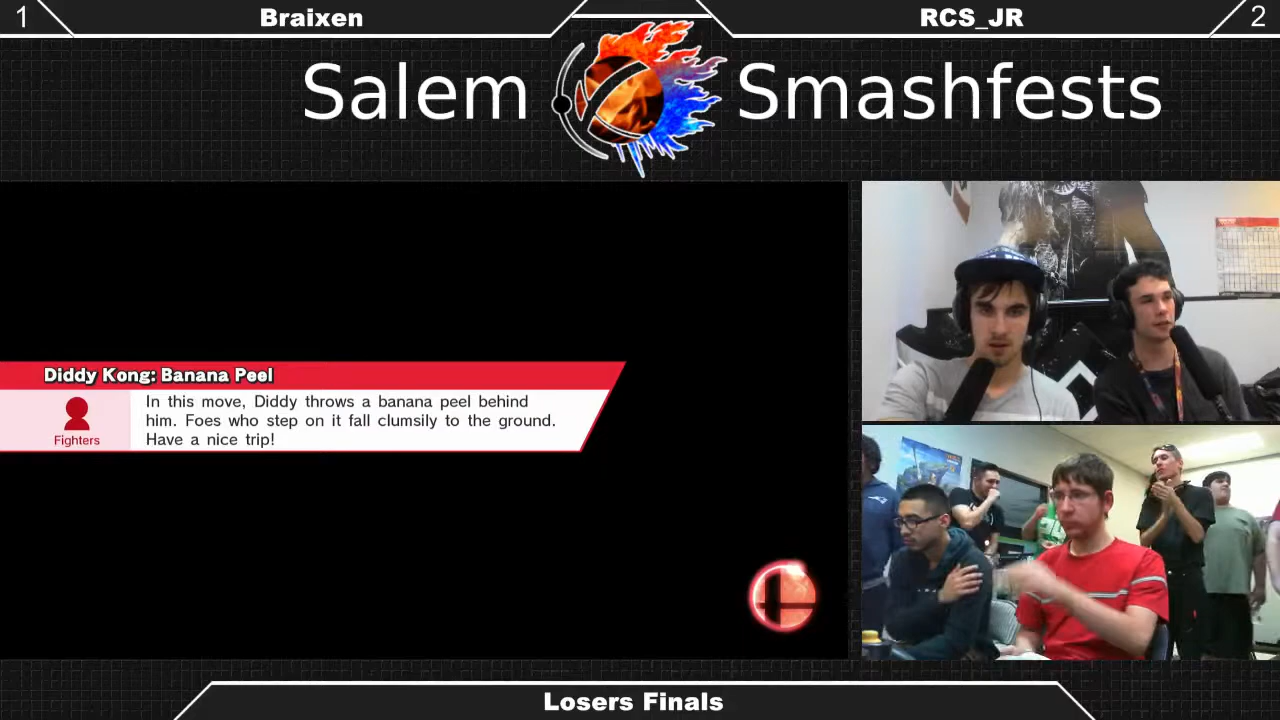 1
Braixen
RCS_JR
2
Salem Smashfests
Diddy Kong: Banana Peel
Fighters
In this move, Diddy throws a banana peel behind
him. Foes who step on it fall clumsily to the ground.
Have a nice trip!
Losers Finals